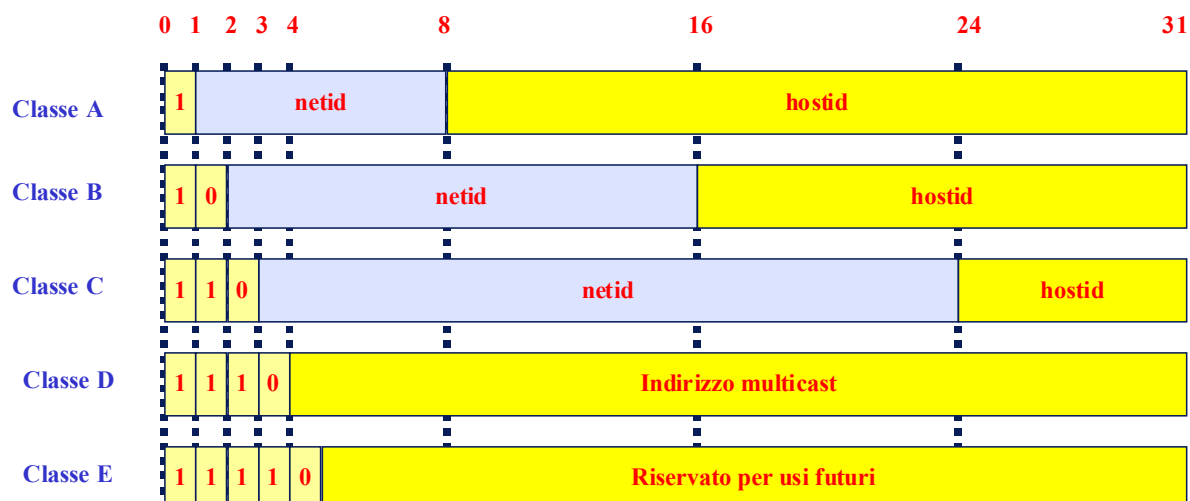 0 1 2 3 4 8 16 24 31
Classe A 1 netid hostid
Classe B 1 0 netid hostid
Classe C 1 1 0 netid hostid
Classe D 1 1 1 0 Indirizzo multicast
Classe E 1 1 1 1 0 Riservato per usi futuri